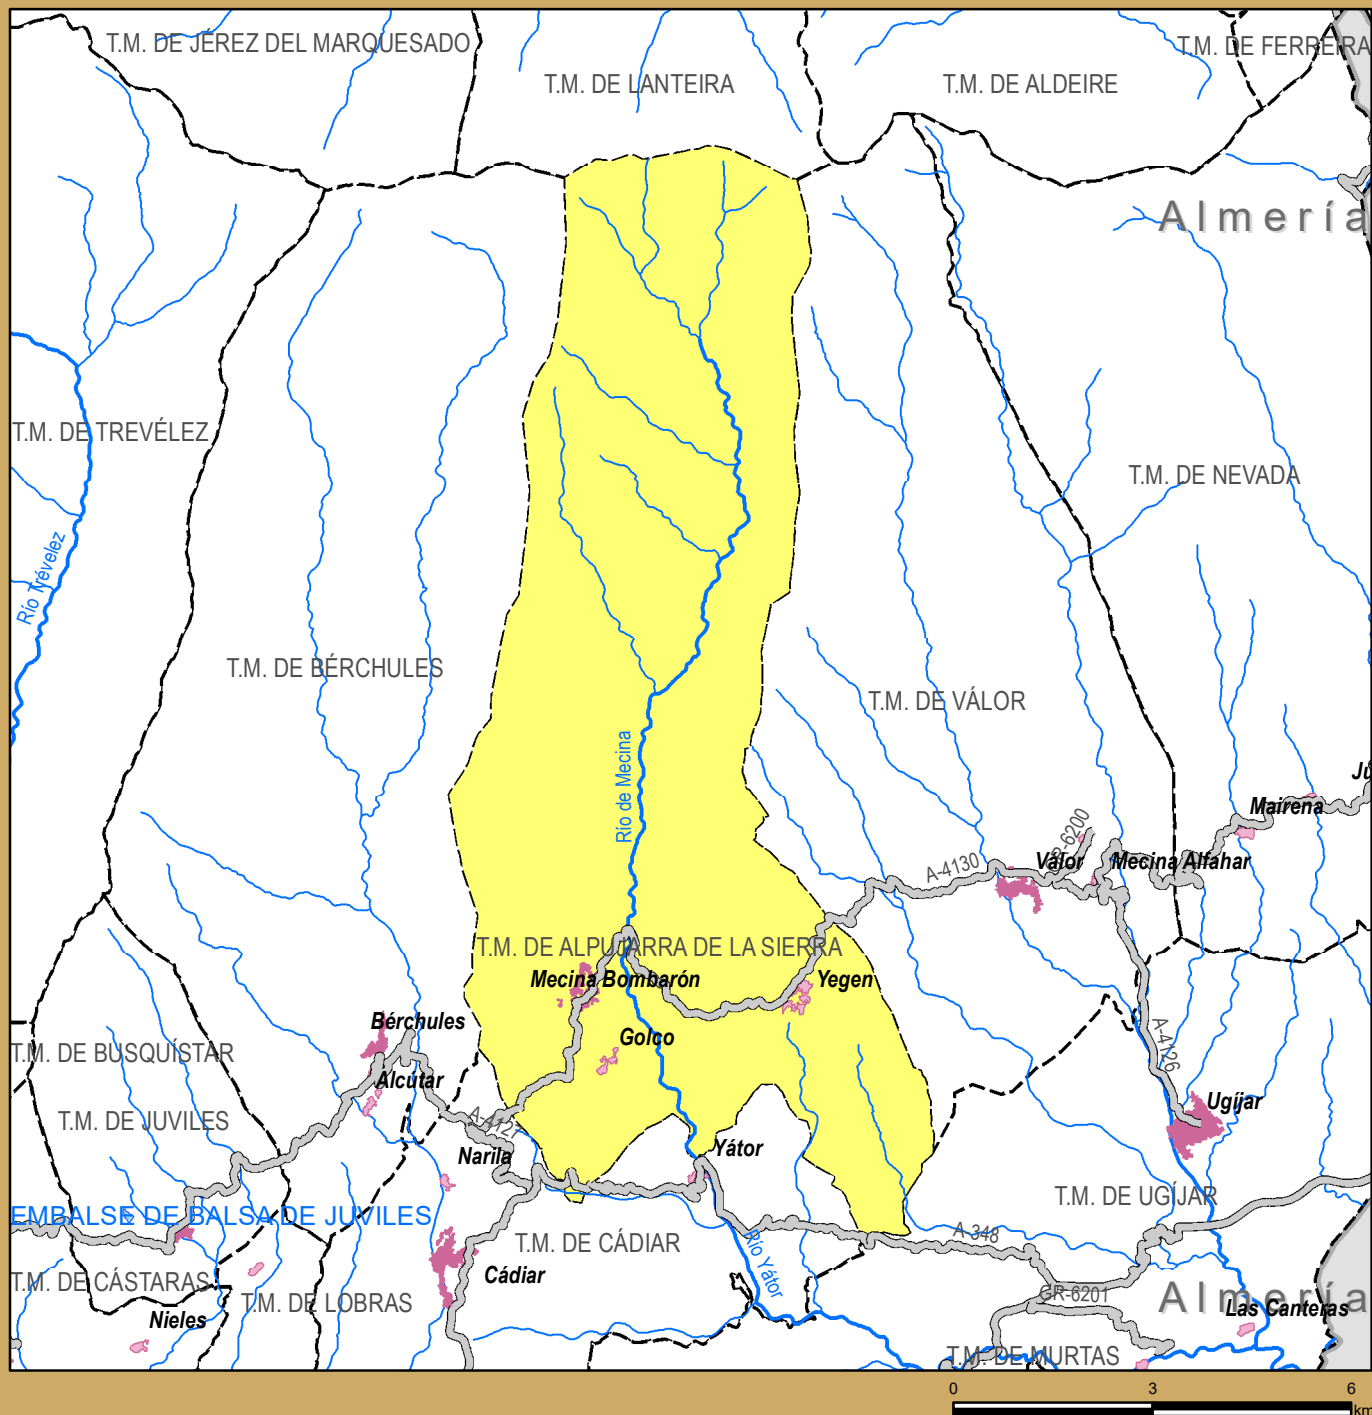 T.M. DE JEREZ DEL MARQUESADO
T.M. DE FERREIRA
T.M. DE LANTEIRA
T.M. DE ALDEIRE
Almería
T.M. DE TREVÉLEZ
T.M. DE NEVADA
Río Trévelez
T.M. DE BÉRCHULES
T.M. DE VÁLOR
Río de Mecina
Jú
Mairena
GR-6200
A-4130
Válor
Mecina Alfahar
T.M. DE ALPUJARRA DE LA SIERRA
Mecina Bombarón
Yegen
Bérchules
Golco
A-4126
T.M. DE BUSQUÍSTAR
Alcútar
Ugíjar
T.M. DE JUVILES
A-4127
Narila
Yátor
T.M. DE UGÍJAR
EMBALSE DE BALSA DE JUVILES
A-348
T.M. DE CÁDIAR
Río Yátor
Cádiar
T.M. DE CÁSTARAS
T.M. DE LOBRAS
GR-6201
Almería
Las Canteras
Nieles
T.M. DE MURTAS
0 3 6
km